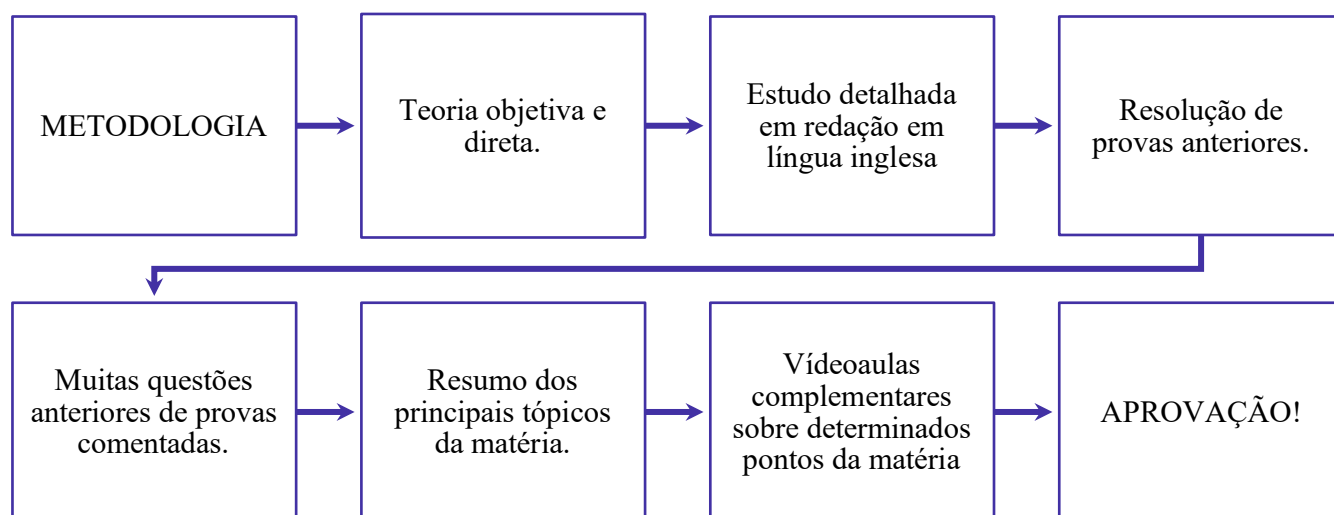 METODOLOGIA
Teoria objetiva e
direta.
Estudo detalhada
em redação em
língua inglesa
Resolução de
provas anteriores.
Muitas questões
anteriores de provas
comentadas.
Resumo dos
principais tópicos
da matéria.
Vídeoaulas
complementares
sobre determinados
pontos da matéria
APROVAÇÃO!